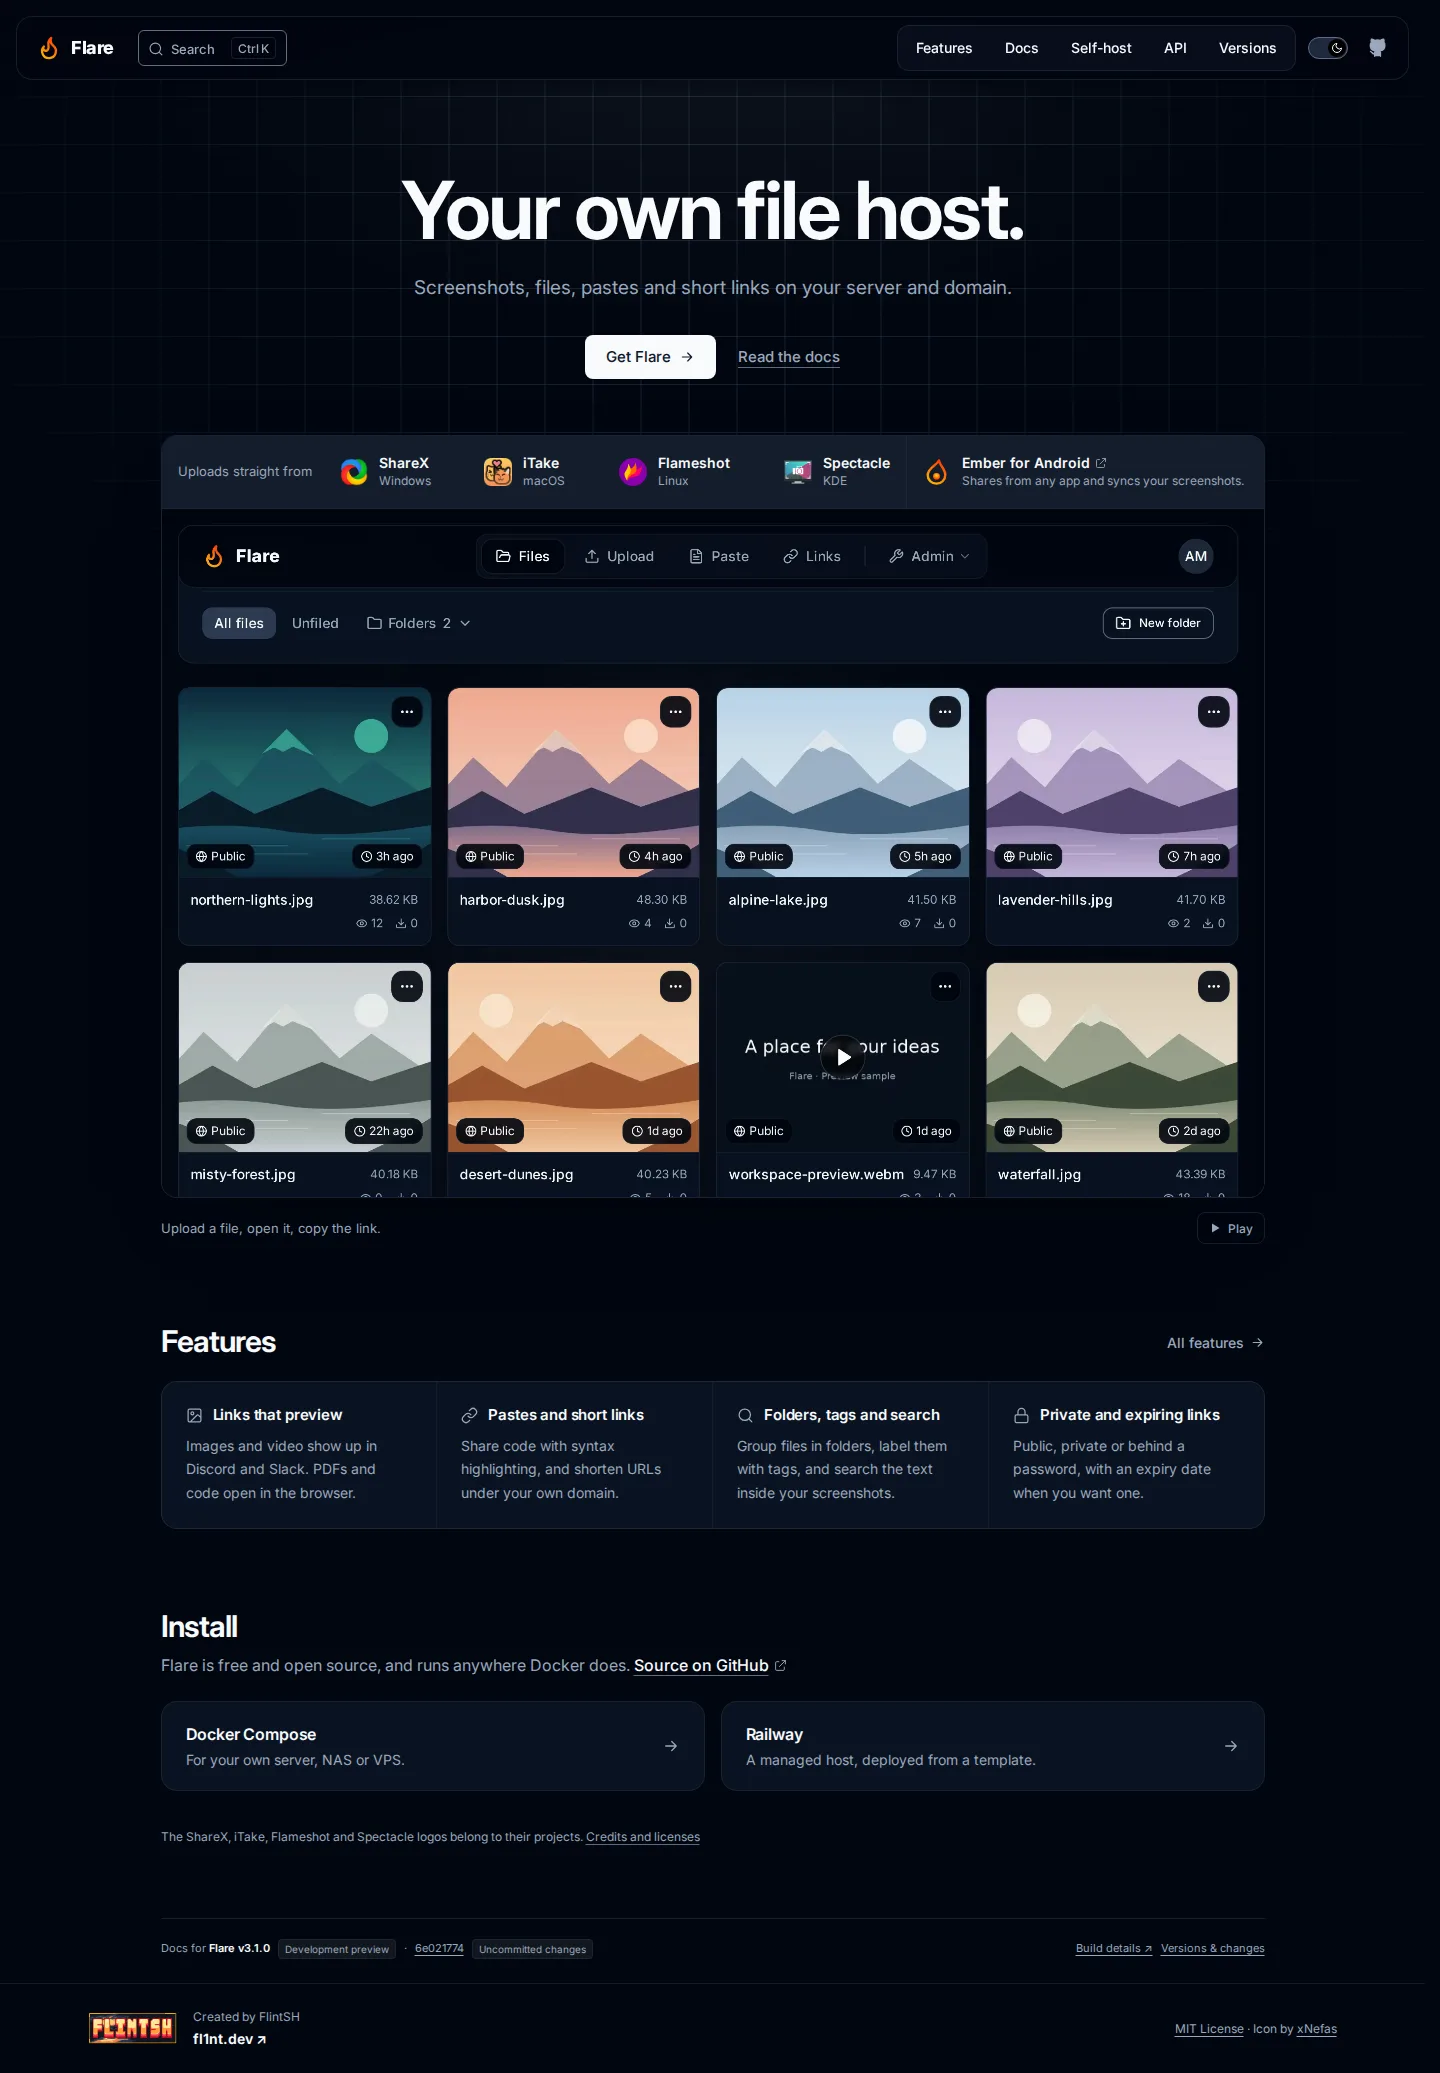 Flare
Search
Ctrl K
Features
Docs
Self-host
API
Versions
Your own file host.
Screenshots, files, pastes and short links on your server and domain.
Get Flare →
Read the docs
Uploads straight from
ShareX
Windows
iTake
macOS
Flameshot
Linux
Spectacle
KDE
Ember for Android
Shares from any app and syncs your screenshots.
Flare
Files
Upload
Paste
Links
Admin
AM
All files
Unfiled
Folders 2
New folder
Public
3h ago
Public
4h ago
Public
5h ago
Public
7h ago
northern-lights.jpg 38.62 KB
12 0
harbor-dusk.jpg 48.30 KB
4 0
alpine-lake.jpg 41.50 KB
7 0
lavender-hills.jpg 41.70 KB
2 0
A place our ideas
Flare · sample
Public
22h ago
Public
1d ago
Public
1d ago
Public
2d ago
misty-forest.jpg 40.18 KB
desert-dunes.jpg 40.23 KB
workspace-preview.webm 9.47 KB
waterfall.jpg 43.39 KB
Upload a file, open it, copy the link.
Play
Features
All features →
Links that preview
Images and video show up in
Discord and Slack. PDFs and
code open in the browser.
Pastes and short links
Share code with syntax
highlighting, and shorten URLs
under your own domain.
Folders, tags and search
Group files in folders, label them
with tags, and search the text
inside your screenshots.
Private and expiring links
Public, private or behind a
password, with an expiry date
when you want one.
Install
Flare is free and open source, and runs anywhere Docker does. Source on GitHub
Docker Compose
For your own server, NAS or VPS.
→
Railway
A managed host, deployed from a template.
→
The ShareX, iTake, Flameshot and Spectacle logos belong to their projects. Credits and licenses
Docs for Flare v3.1.0 Development preview · 6e021774 Uncommitted changes
Build details ↗ Versions & changes
FLINTSH
Created by FlintSH
fl1nt.dev ↗
MIT License · Icon by xNefas